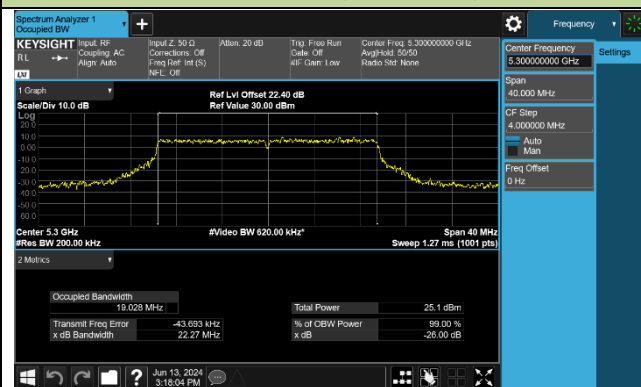 Spectrum Analyzer 1
Occupied BW
Frequency
KEYSIGHT
RL
LXI
Input: RF
Coupling: AC
Align: Auto
Input Z: 50 Ω
Corrections: Off
Freq Ref: Int (S)
NFE: Off
Atten: 20 dB
Trig: Free Run
Gate: Off
#IF Gain: Low
Center Freq: 5.300000000 GHz
Avg|Hold: 50/50
Radio Std: None
Center Frequency
5.300000000 GHz
Settings
Span
40.000 MHz
CF Step
4.000000 MHz
Auto
Man
Freq Offset
0 Hz
1 Graph
Scale/Div 10.0 dB
Ref Lvl Offset 22.40 dB
Ref Value 30.00 dBm
Log
20.0
10.0
0.00
-10.0
-20.0
-30.0
-40.0
-50.0
-60.0
Center 5.3 GHz
#Res BW 200.00 kHz
#Video BW 620.00 kHz*
Span 40 MHz
Sweep 1.27 ms (1001 pts)
2 Metrics
Occupied Bandwidth
19.028 MHz
Total Power 25.1 dBm
Transmit Freq Error -43.693 kHz
% of OBW Power 99.00 %
x dB Bandwidth 22.27 MHz
x dB -26.00 dB
?
Jun 13, 2024
3:18:04 PM